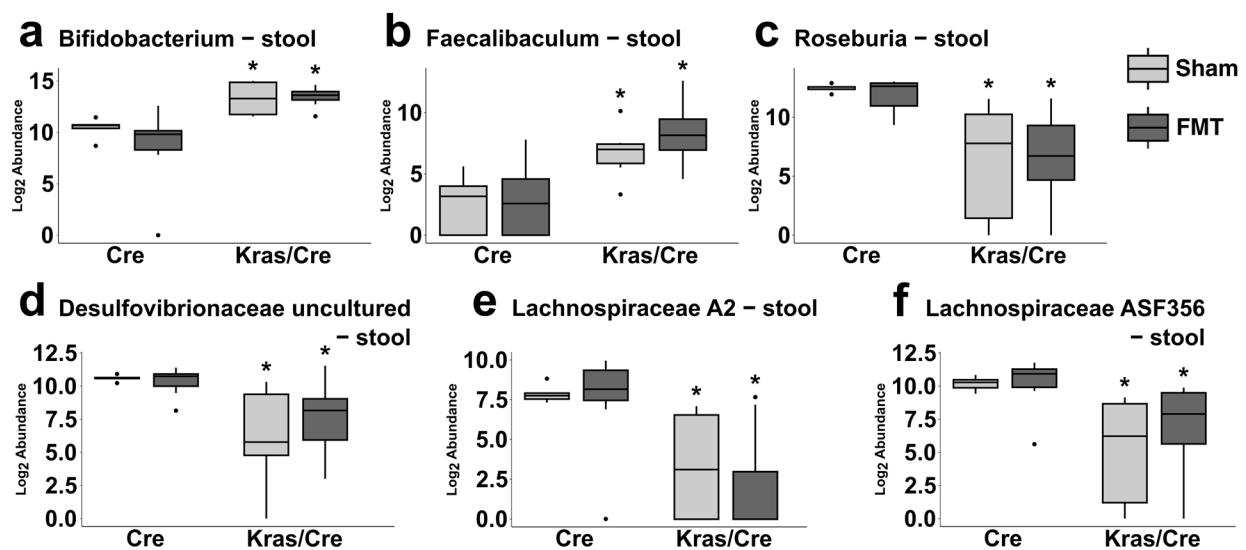 a Bifidobacterium – stool
Log2 Abundance
15
10
5
0
* *
Cre Kras/Cre
b Faecalibaculum – stool
Log2 Abundance
10
5
0
* *
Cre Kras/Cre
c Roseburia – stool
Log2 Abundance
10
5
0
* *
Cre Kras/Cre
Sham
FMT
d Desulfovibrionaceae uncultured
– stool
Log2 Abundance
12.5
10.0
7.5
5.0
2.5
0.0
* *
Cre Kras/Cre
e Lachnospiraceae A2 – stool
Log2 Abundance
10.0
7.5
5.0
2.5
0.0
* *
Cre Kras/Cre
f Lachnospiraceae ASF356
– stool
Log2 Abundance
12.5
10.0
7.5
5.0
2.5
0.0
* *
Cre Kras/Cre